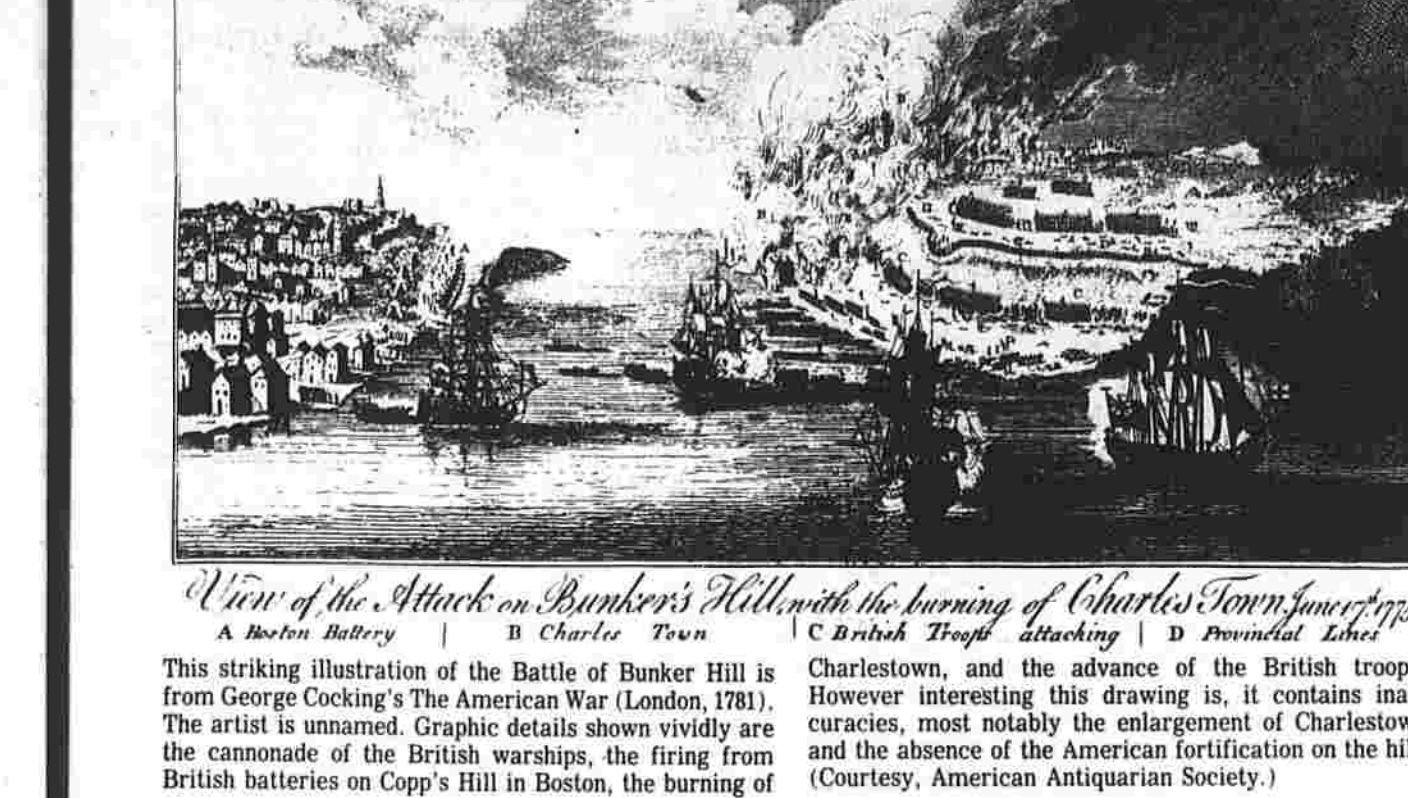 View of the Attack on Bunker's Hill, with the burning of Charles Town, June 17th. 1775
A Boston Battery | B Charles Town | C British Troops attaching | D Provincial Lines
This striking illustration of the Battle of Bunker Hill is
from George Cocking's The American War (London, 1781).
The artist is unnamed. Graphic details shown vividly are
the cannonade of the British warships, the firing from
British batteries on Copp's Hill in Boston, the burning of
Charlestown, and the advance of the British troop
However interesting this drawing is, it contains ina
curacies, most notably the enlargement of Charlestow
and the absence of the American fortification on the hil
(Courtesy, American Antiquarian Society.)